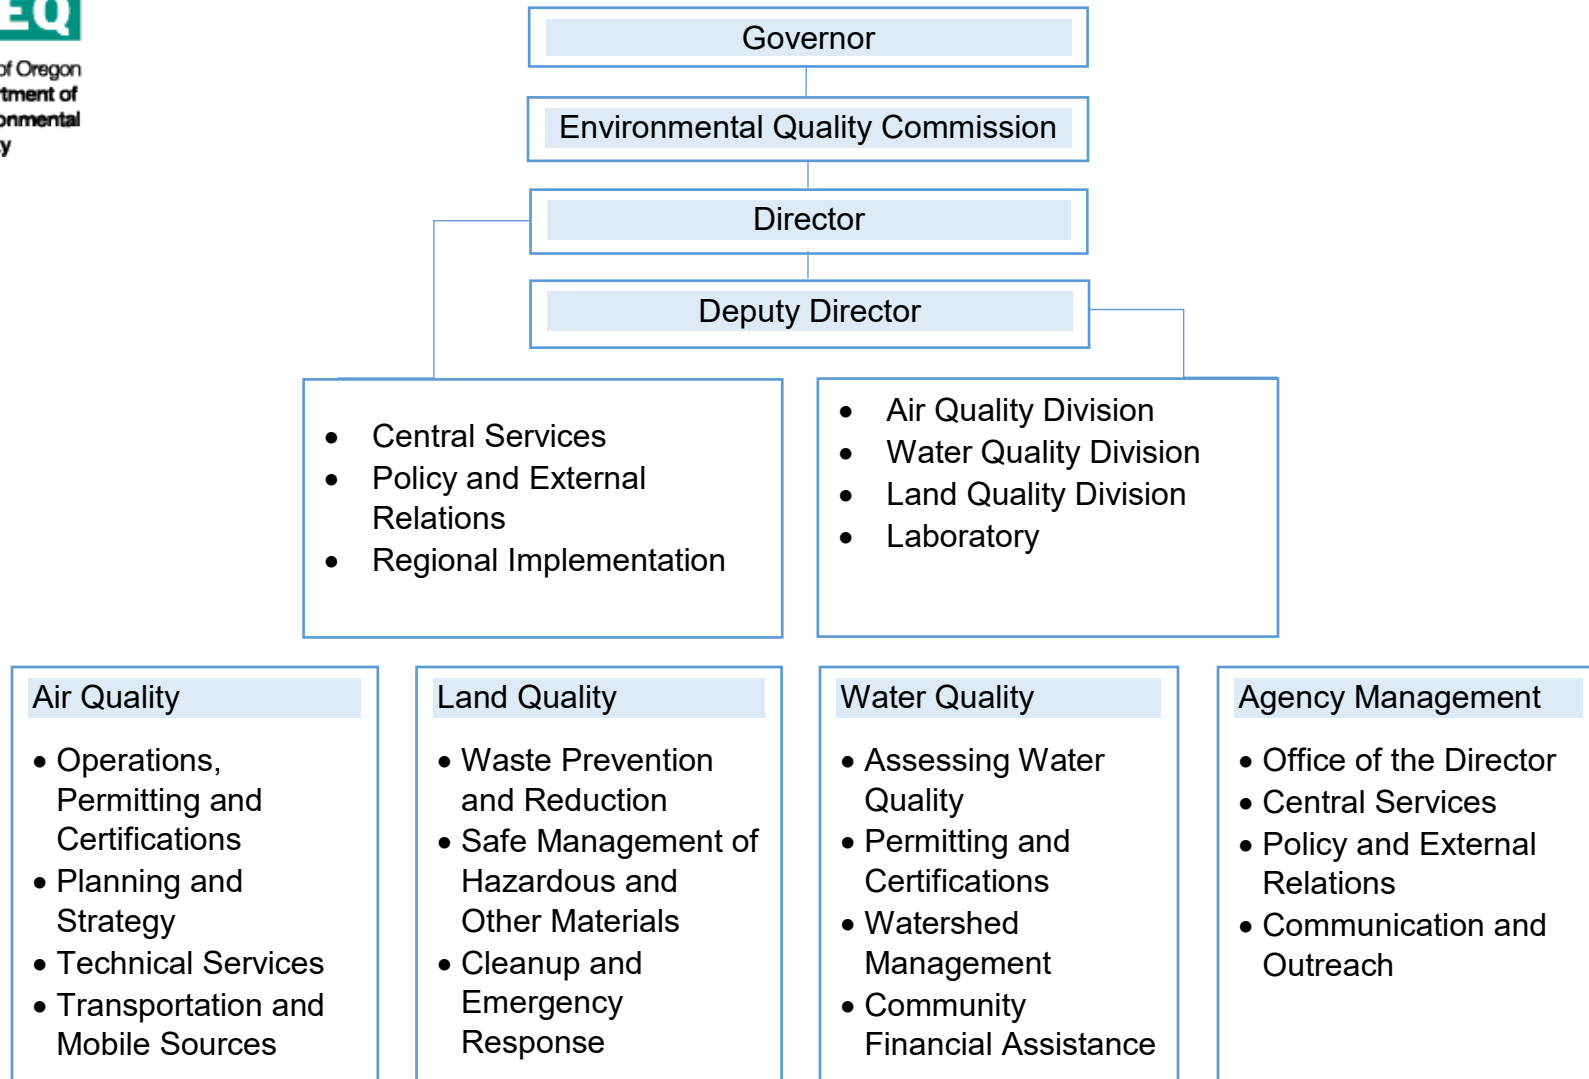 EQ
of Oregon
rtment of
onmental
y
Governor
Environmental Quality Commission
Director
Deputy Director
• Central Services
• Policy and External
Relations
• Regional Implementation
• Air Quality Division
• Water Quality Division
• Land Quality Division
• Laboratory
Air Quality
• Operations,
Permitting and
Certifications
• Planning and
Strategy
• Technical Services
• Transportation and
Mobile Sources
Land Quality
• Waste Prevention
and Reduction
• Safe Management of
Hazardous and
Other Materials
• Cleanup and
Emergency
Response
Water Quality
• Assessing Water
Quality
• Permitting and
Certifications
• Watershed
Management
• Community
Financial Assistance
Agency Management
• Office of the Director
• Central Services
• Policy and External
Relations
• Communication and
Outreach